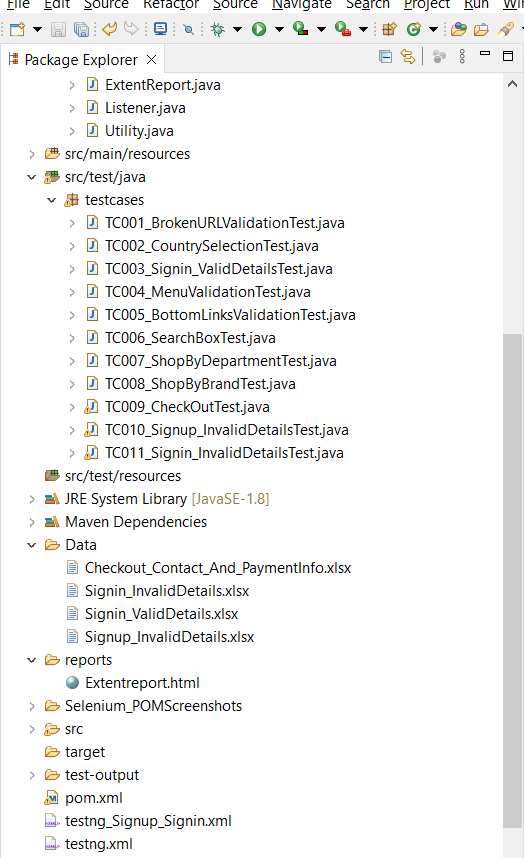 File Edit Source Refactor Source Navigate Search Project Run
Package Explorer
ExtentReport.java
Listener.java
Utility.java
src/main/resources
src/test/java
testcases
TC001_BrokenURLValidationTest.java
TC002_CountrySelectionTest.java
TC003_Signin_ValidDetailsTest.java
TC004_MenuValidationTest.java
TC005_BottomLinksValidationTest.java
TC006_SearchBoxTest.java
TC007_ShopByDepartmentTest.java
TC008_ShopByBrandTest.java
TC009_CheckOutTest.java
TC010_Signup_InvalidDetailsTest.java
TC011_Signin_InvalidDetailsTest.java
src/test/resources
JRE System Library [JavaSE-1.8]
Maven Dependencies
Data
Checkout_Contact_And_PaymentInfo.xlsx
Signin_InvalidDetails.xlsx
Signin_ValidDetails.xlsx
Signup_InvalidDetails.xlsx
reports
Extentreport.html
Selenium_POMScreenshots
src
target
test-output
pom.xml
testng_Signup_Signin.xml
testng.xml